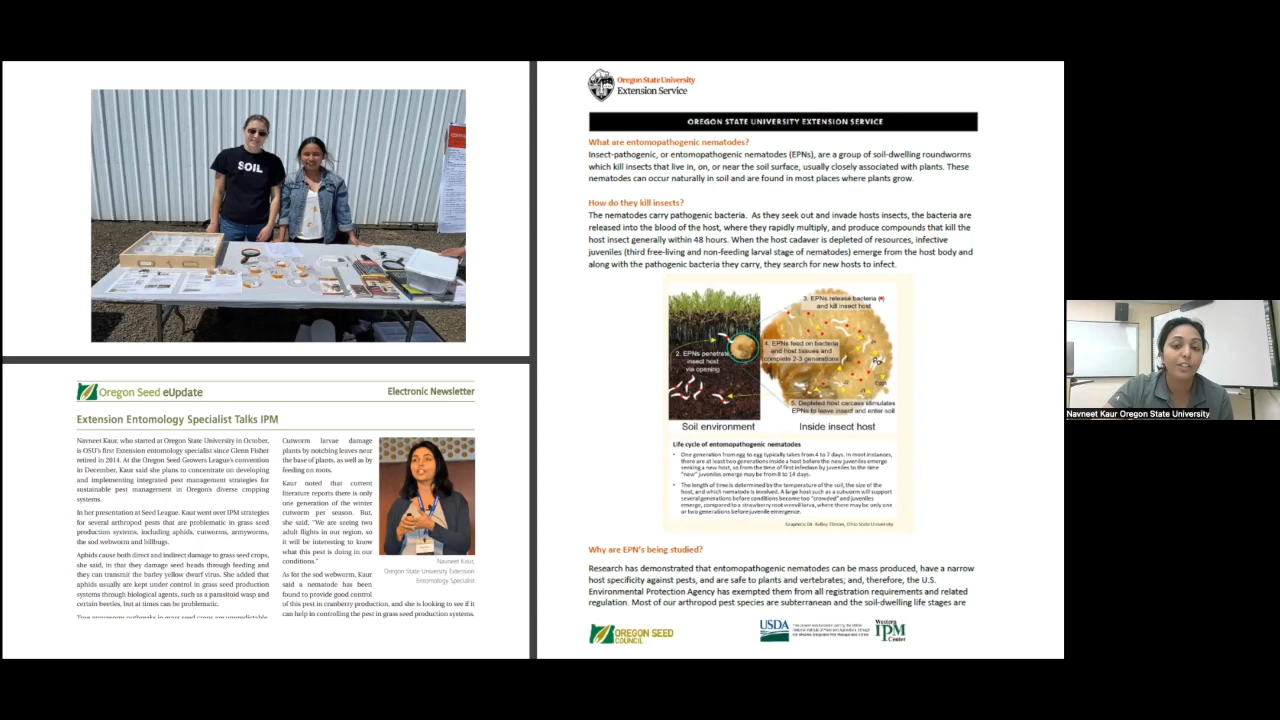 SOIL
Oregon Seed eUpdate
Electronic Newsletter
Extension Entomology Specialist Talks IPM
Navneet Kaur, who started at Oregon State University in October,
is OSU's first Extension entomology specialist since Glenn Fisher
retired in 2014. At the Oregon Seed Growers League's convention
in December, Kaur said she plans to concentrate on developing
and implementing integrated pest management strategies for
sustainable pest management in Oregon's diverse cropping
systems.
In her presentation at Seed League, Kaur went over IPM strategies
for several arthropod pests that are problematic in grass seed
production systems, including aphids, cutworms, armyworms,
the sod webworm and billbugs.
Aphids cause both direct and indirect damage to grass seed crops,
she said, in that they damage seed heads through feeding and
they can transmit the barley yellow dwarf virus. She added that
aphids usually are kept under control in grass seed production
systems through biological agents, such as a parasitoid wasp and
certain beetles, but at times can be problematic.
True armyworm outbreaks in grass seed crops are unpredictable,
Cutworm larvae damage
plants by notching leaves near
the base of plants, as well as by
feeding on roots.
Kaur noted that current
literature reports there is only
one generation of the winter
cutworm per season. But,
she said, "We are seeing two
adult flights in our region, so
it will be interesting to know
what this pest is doing in our
conditions."
As for the sod webworm, Kaur
said a nematode has been
found to provide good control
of this pest in cranberry production, and she is looking to see if it
can help in controlling the pest in grass seed production systems.
Navneet Kaur,
Oregon State University Extension
Entomology Specialist
Oregon State University
Extension Service
OREGON STATE UNIVERSITY EXTENSION SERVICE
What are entomopathogenic nematodes?
Insect-pathogenic, or entomopathogenic nematodes (EPNs), are a group of soil-dwelling roundworms
which kill insects that live in, on, or near the soil surface, usually closely associated with plants. These
nematodes can occur naturally in soil and are found in most places where plants grow.
How do they kill insects?
The nematodes carry pathogenic bacteria. As they seek out and invade hosts insects, the bacteria are
released into the blood of the host, where they rapidly multiply, and produce compounds that kill the
host insect generally within 48 hours. When the host cadaver is depleted of resources, infective
juveniles (third free-living and non-feeding larval stage of nematodes) emerge from the host body and
along with the pathogenic bacteria they carry, they search for new hosts to infect.
2. EPNs penetrate
insect host
via opening
3. EPNs release bacteria (•)
and kill insect host
4. EPNs feed on bacteria
and host tissues and
complete 2-3 generations
Eggs
5. Depleted host carcass stimulates
EPNs to leave insect and enter soil
Soil environment
Inside insect host
Life cycle of entomopathogenic nematodes
• One generation from egg to egg typically takes from 4 to 7 days. In most instances,
there are at least two generations inside a host before the new juveniles emerge
seeking a new host, so from the time of first infection by juveniles to the time
"new" juveniles emerge may be from 8 to 14 days.
• The length of time is determined by the temperature of the soil, the size of the
host, and which nematode is involved. A large host such as a cutworm will support
several generations before conditions become too "crowded" and juveniles
emerge, compared to a strawberry root weevil larva, where there may be only one
or two generations before juvenile emergence.
Graphics: Dr. Kelley Tilmon, Ohio State University
Why are EPN's being studied?
Research has demonstrated that entomopathogenic nematodes can be mass produced, have a narrow
host specificity against pests, and are safe to plants and vertebrates; and, therefore, the U.S.
Environmental Protection Agency has exempted them from all registration requirements and related
regulation. Most of our arthropod pest species are subterranean and the soil-dwelling life stages are
OREGON SEED
COUNCIL
USDA
Western
IPM
Center
Navneet Kaur Oregon State University